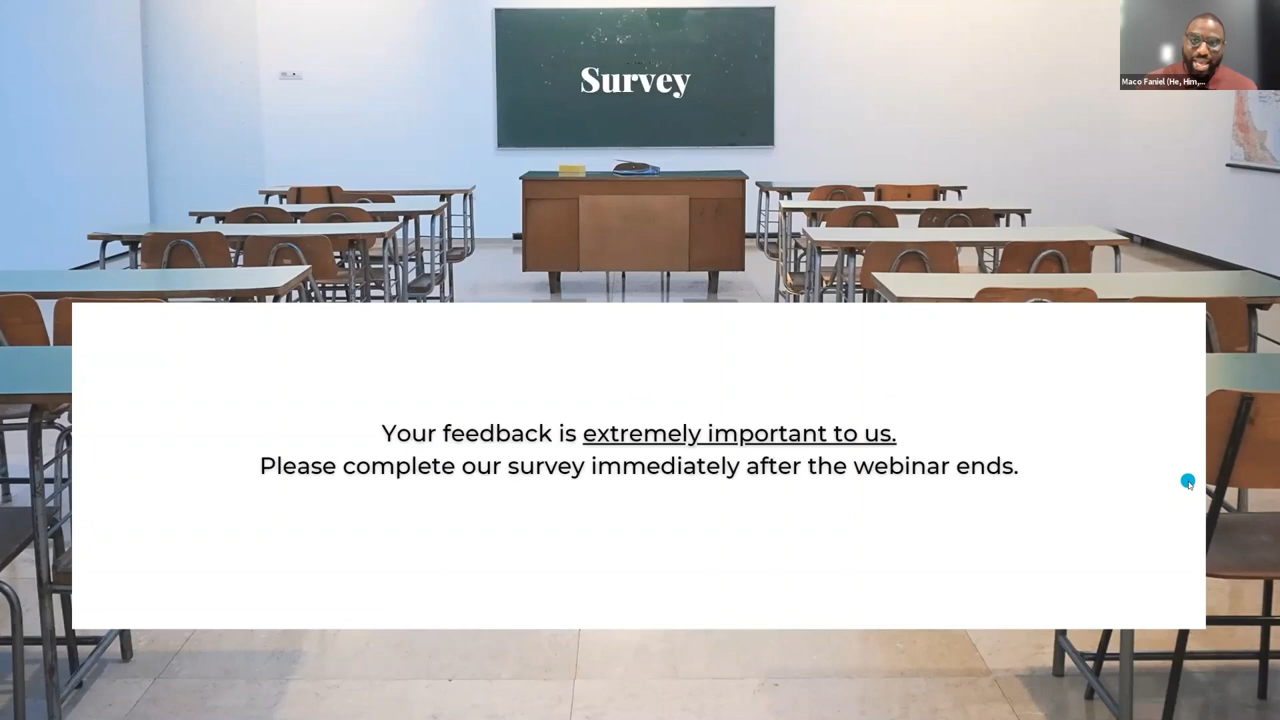 Survey
Maco Faniel (He, Him,...
Your feedback is extremely important to us.
Please complete our survey immediately after the webinar ends.